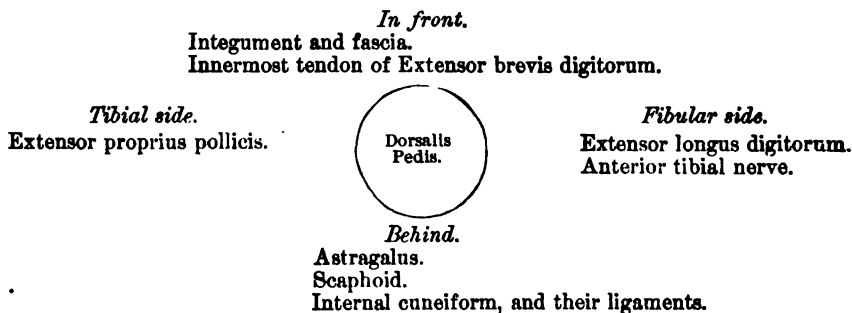 In front.
Integument and fascia.
Innermost tendon of Extensor brevis digitorum.
Tibial side.
Extensor proprius pollicis.
Dorsalis
Pedis.
Fibular side.
Extensor longus digitorum.
Anterior tibial nerve.
Behind.
Astragalus.
Scaphoid.
Internal cuneiform, and their ligaments.